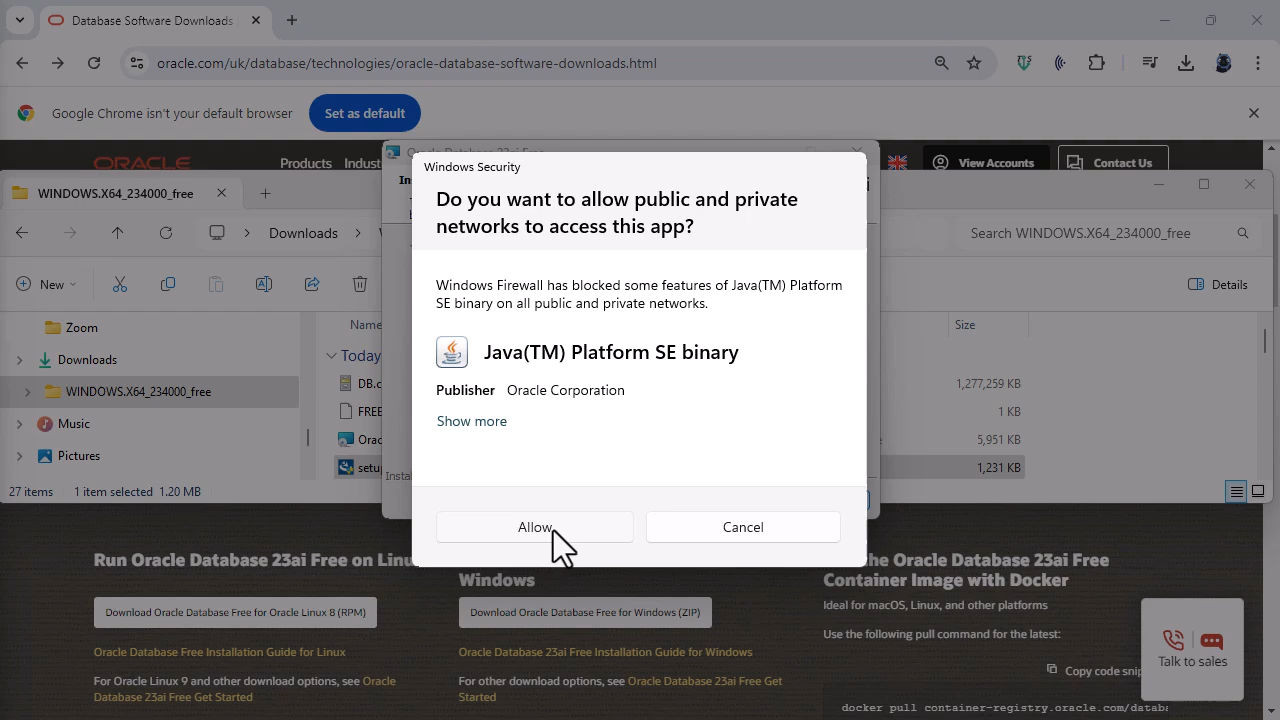 Database Software Downloads
oracle.com/uk/database/technologies/oracle-database-software-downloads.html
Google Chrome isn't your default browser
Set as default
ORACLE
Products
View Accounts
Contact Us
WINDOWS.X64_234000_free
Downloads
Search WINDOWS.X64_234000_free
New
Details
Zoom
Downloads
WINDOWS.X64_234000_free
Music
Pictures
Name
Size
Today
1,277,259 KB
1 KB
5,951 KB
1,231 KB
27 items
1 item selected 1.20 MB
Windows Security
Do you want to allow public and private
networks to access this app?
Windows Firewall has blocked some features of Java(TM) Platform
SE binary on all public and private networks.
Java(TM) Platform SE binary
Publisher Oracle Corporation
Show more
Allow
Cancel
Run Oracle Database 23ai Free on
Windows
Oracle Database 23ai Free
Container Image with Docker
Download Oracle Database Free for Oracle Linux 8 (RPM)
Download Oracle Database Free for Windows (ZIP)
Ideal for macOS, Linux, and other platforms
Use the following pull command for the latest:
Oracle Database Free Installation Guide for Linux
Oracle Database Free Installation Guide for Windows
Copy code
For Oracle Linux 9 and other download options, see Oracle
Database 23ai Free Get Started
For other download options, see Oracle Database 23ai Free Get
Started
docker pull
Talk to sales